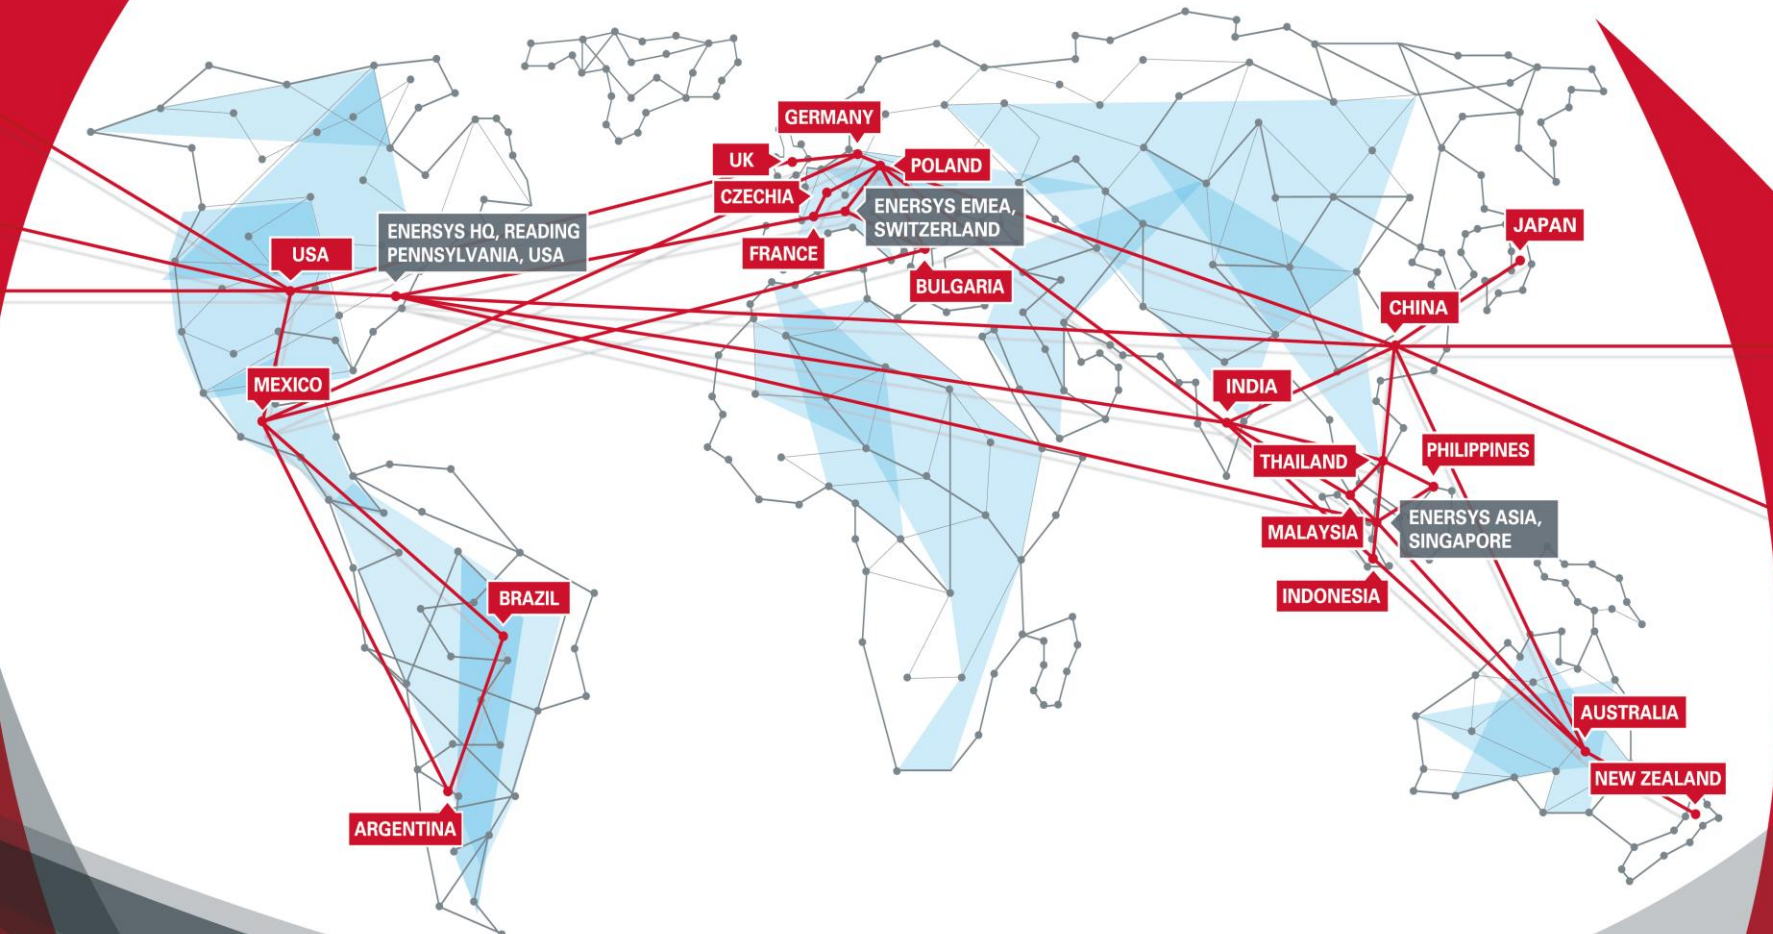 GERMANY
UK
POLAND
CZECHIA
ENERSYS EMEA,
SWITZERLAND
ENERSYS HQ, READING
PENNSYLVANIA, USA
JAPAN
USA
FRANCE
BULGARIA
CHINA
MEXICO
INDIA
PHILIPPINES
THAILAND
ENERSYS ASIA,
SINGAPORE
MALAYSIA
INDONESIA
BRAZIL
AUSTRALIA
NEW ZEALAND
ARGENTINA